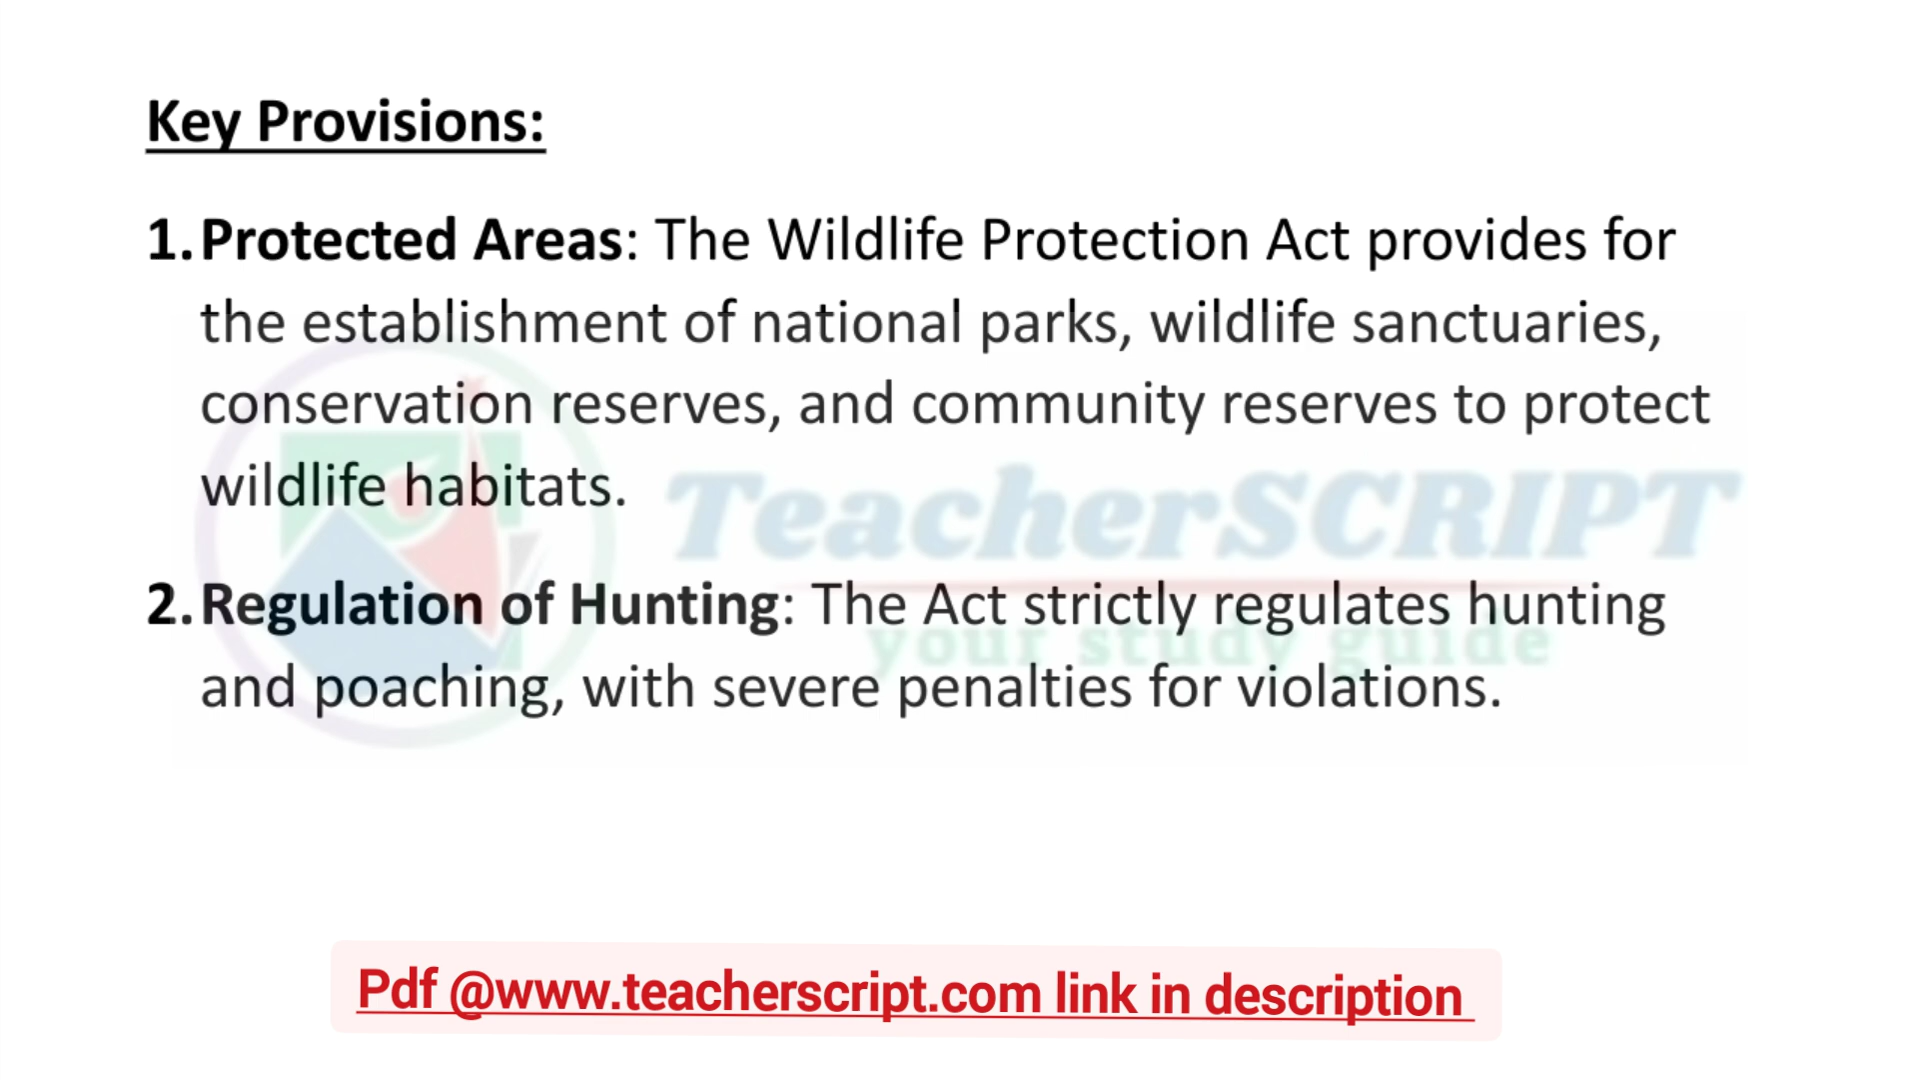 Key Provisions:
1. Protected Areas: The Wildlife Protection Act provides for
the establishment of national parks, wildlife sanctuaries,
conservation reserves, and community reserves to protect
wildlife habitats.
TeacherSCRIPT
2. Regulation of Hunting: The Act strictly regulates hunting
your study guide
and poaching, with severe penalties for violations.
Pdf @www.teacherscript.com link in description